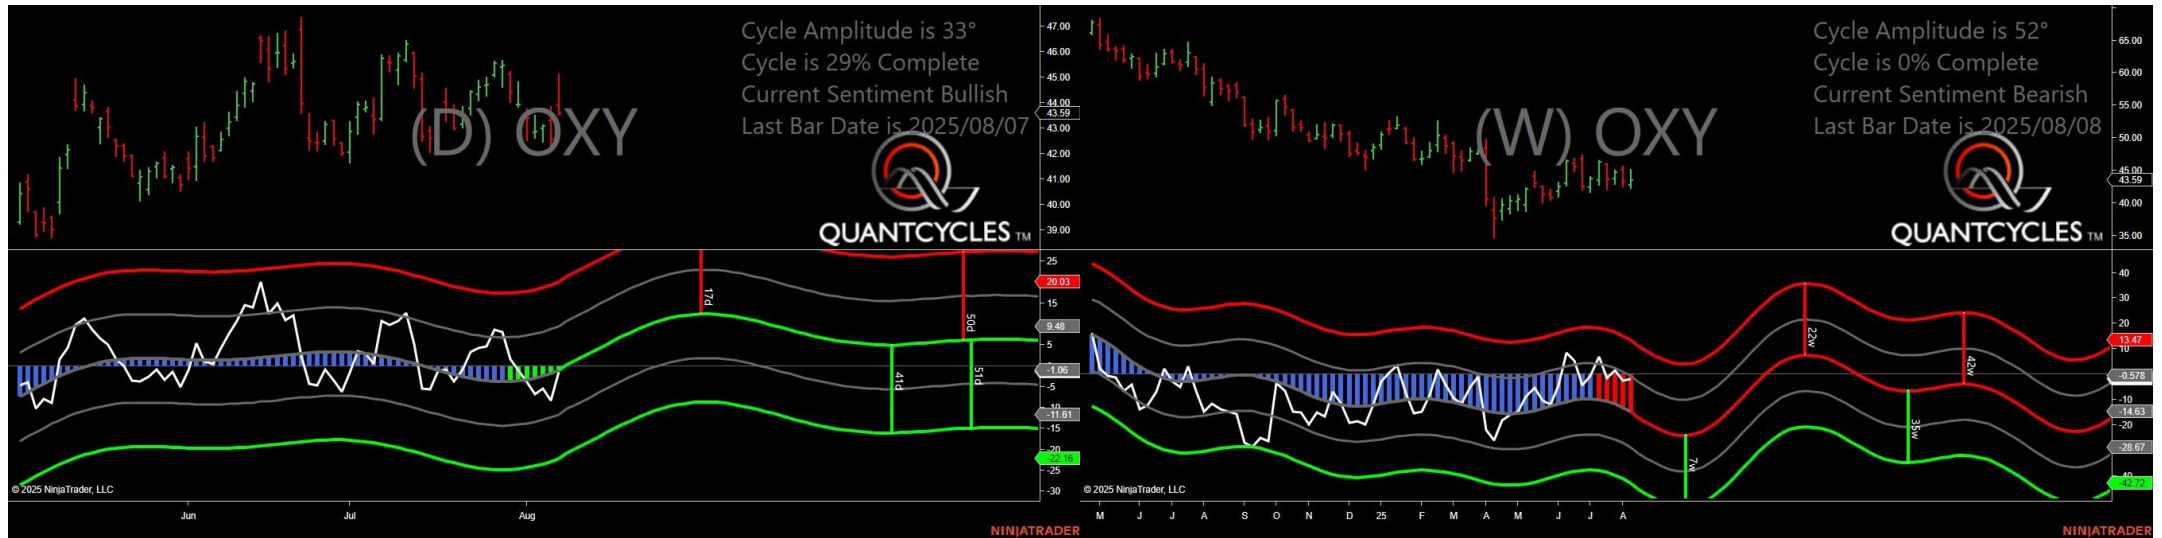 Cycle Amplitude is 33°
Cycle is 29% Complete
Current Sentiment Bullish
Last Bar Date is 2025/08/07
(D) OXY
QUANTCYCLES TM
47.00
46.00
45.00
44.00
43.59
43.00
42.00
41.00
40.00
39.00
25
20.03
15
9.48
5
-1.06
-5
-10
-11.61
-15
-20
-22.16
-25
-30
17d
41d
50d
51d
© 2025 NinjaTrader, LLC
Jun Jul Aug
NINJATRADER
Cycle Amplitude is 52°
Cycle is 0% Complete
Current Sentiment Bearish
Last Bar Date is 2025/08/08
(W) OXY
QUANTCYCLES TM
65.00
60.00
55.00
50.00
45.00
43.59
40.00
35.00
40
30
20
13.47
10
-0.578
-10
-14.63
-20
-28.67
-40
-42.72
7w
22w
35w
42w
© 2025 NinjaTrader, LLC
M J J A S O N D 25 F M A M J J A
NINJATRADER